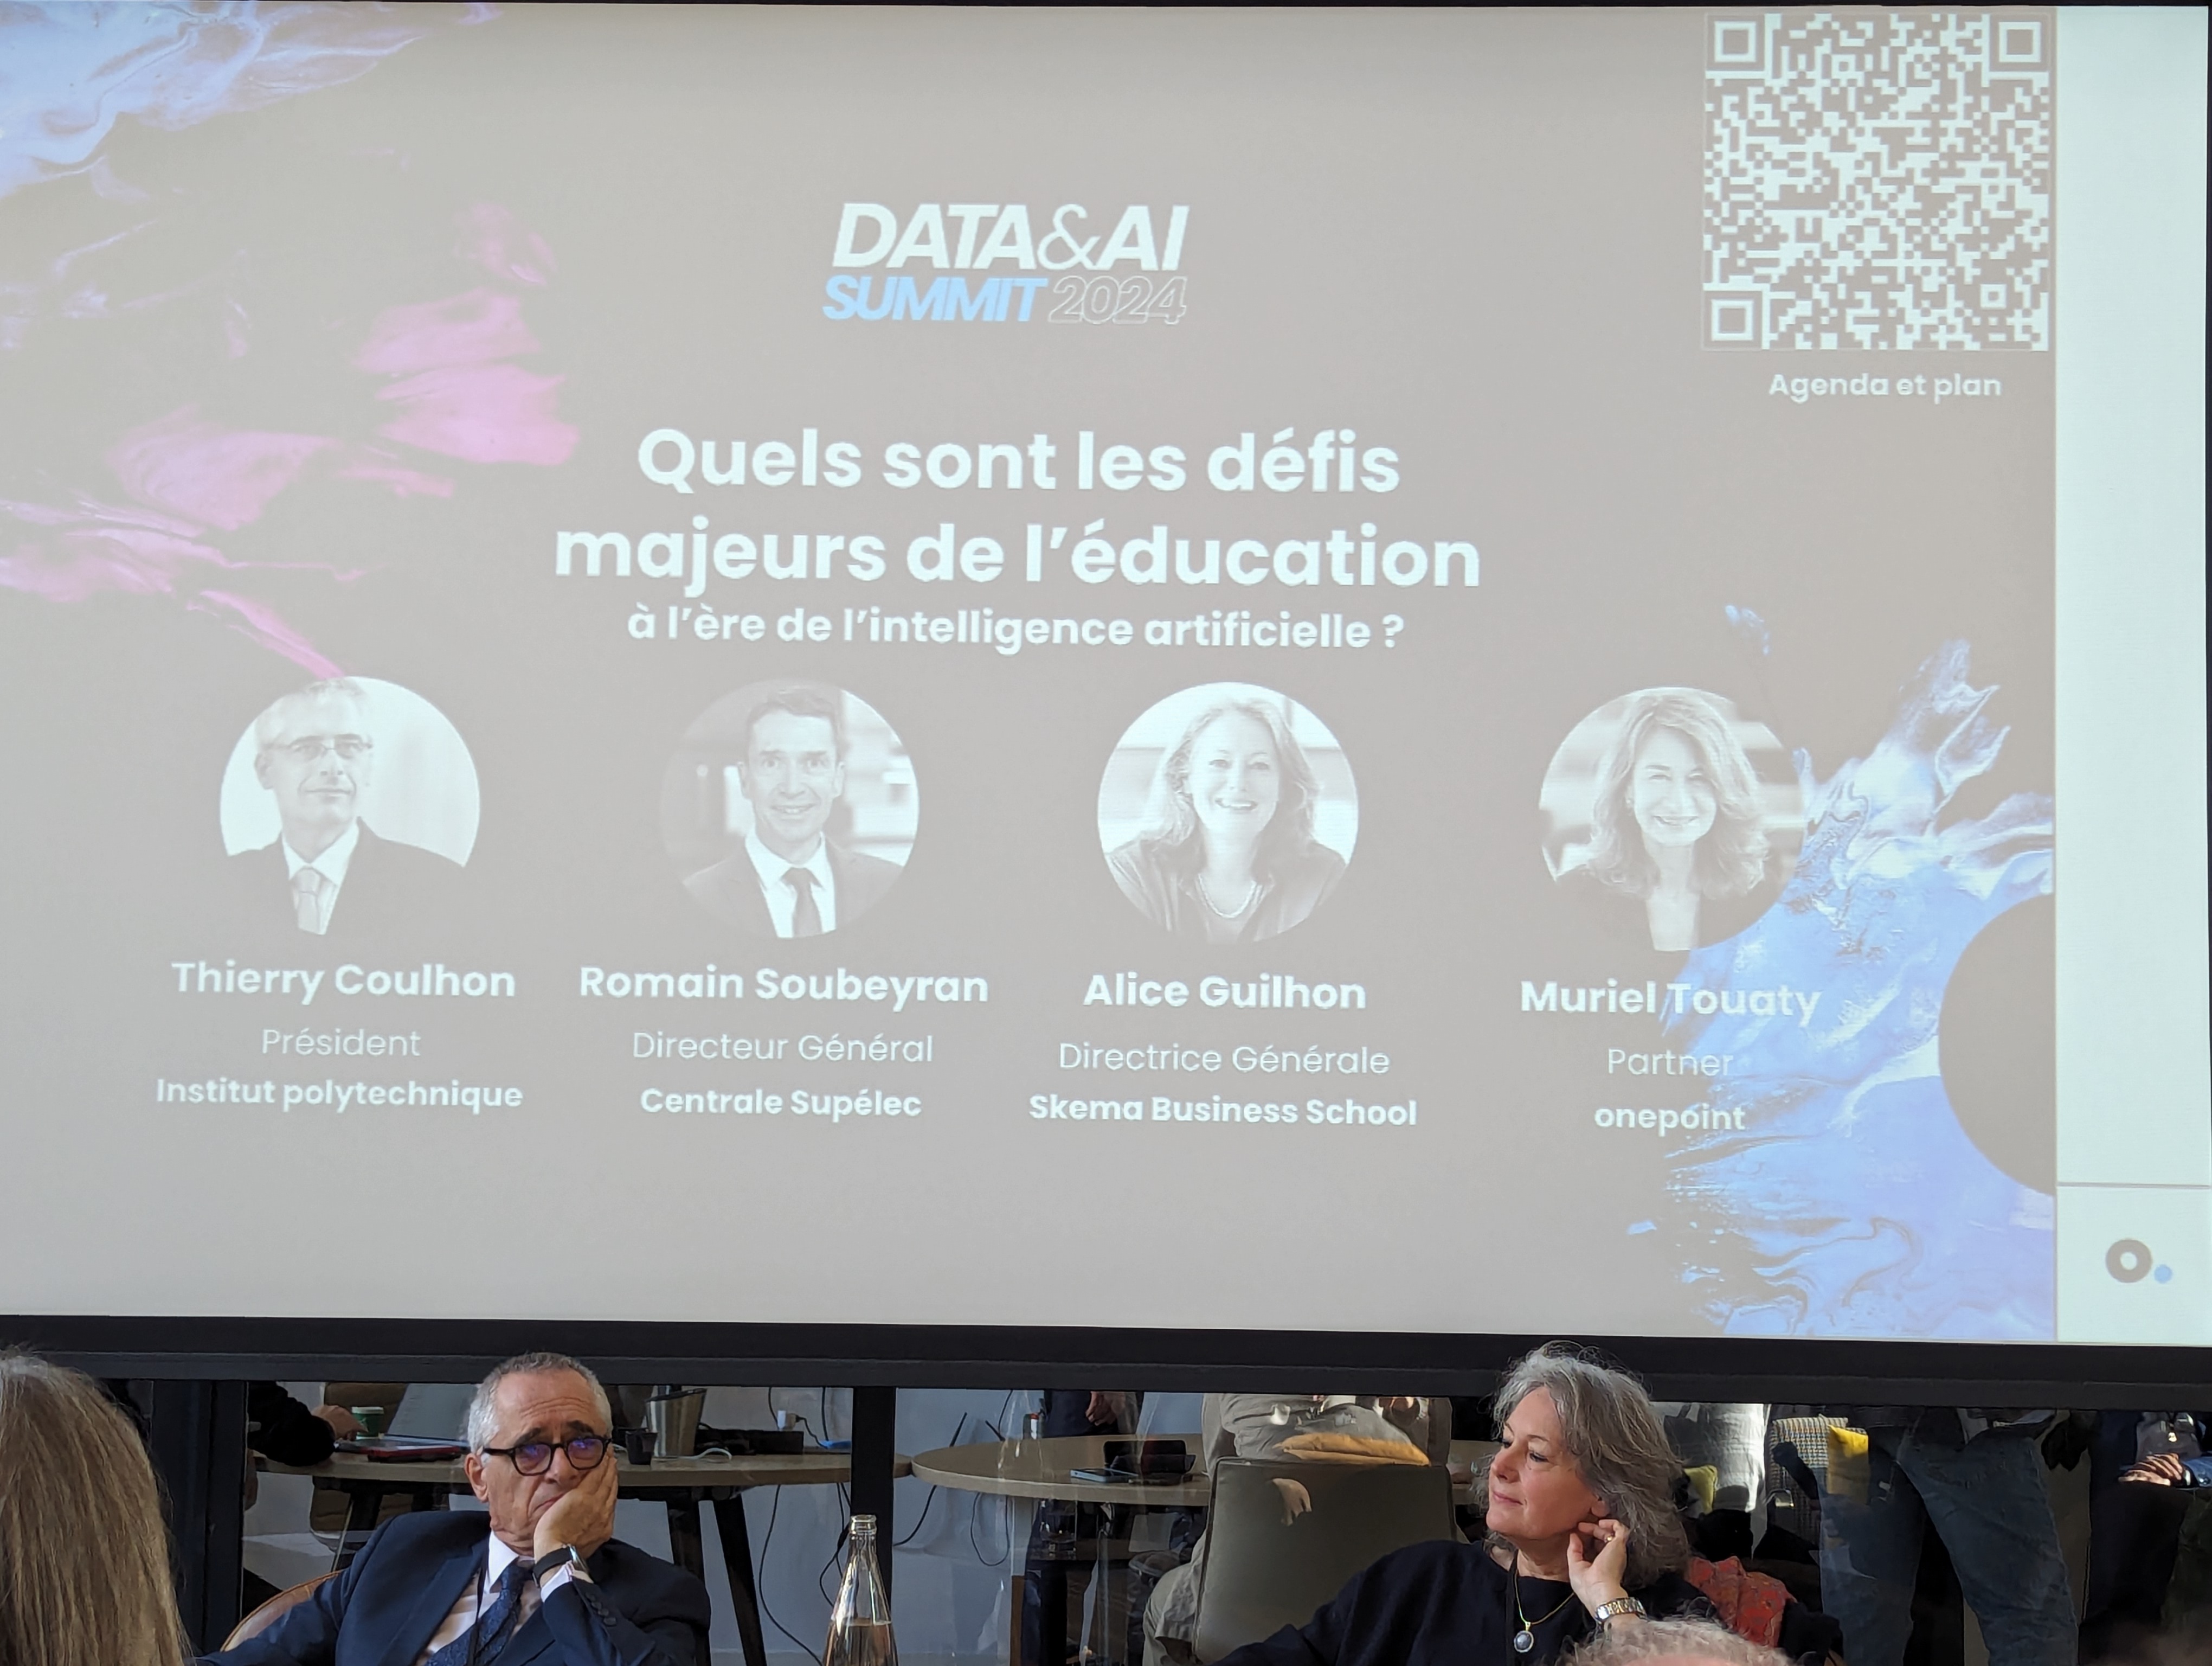 DATA&AI
SUMMIT 2024
Agenda et plan
Quels sont les défis
majeurs de l'éducation
à l'ère de l'intelligence artificielle ?
Thierry Coulhon
Président
Institut polytechnique
Romain Soubeyran
Directeur Général
Centrale Supélec
Alice Guilhon
Directrice Générale
Skema Business School
Muriel Touaty
Partner
onepoint